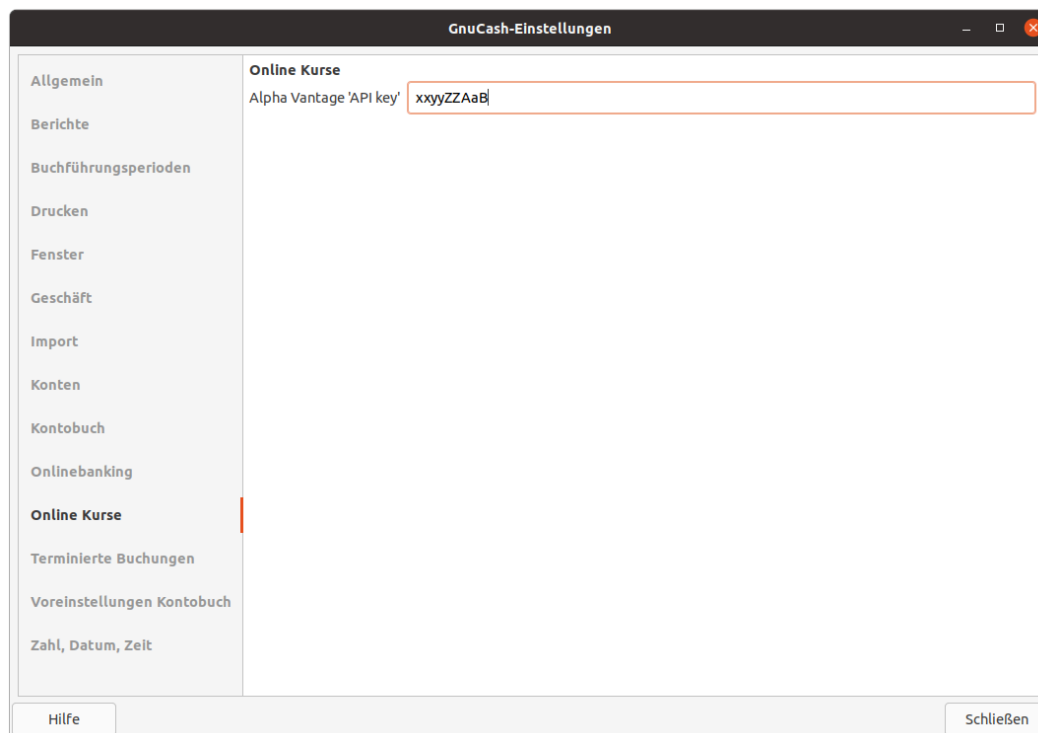 GnuCash-Einstellungen
Allgemein
Berichte
Buchführungsperioden
Drucken
Fenster
Geschäft
Import
Konten
Kontobuch
Onlinebanking
Online Kurse
Terminierte Buchungen
Voreinstellungen Kontobuch
Zahl, Datum, Zeit
Online Kurse
Alpha Vantage 'API key' xxyyZZAaB
Hilfe
Schließen